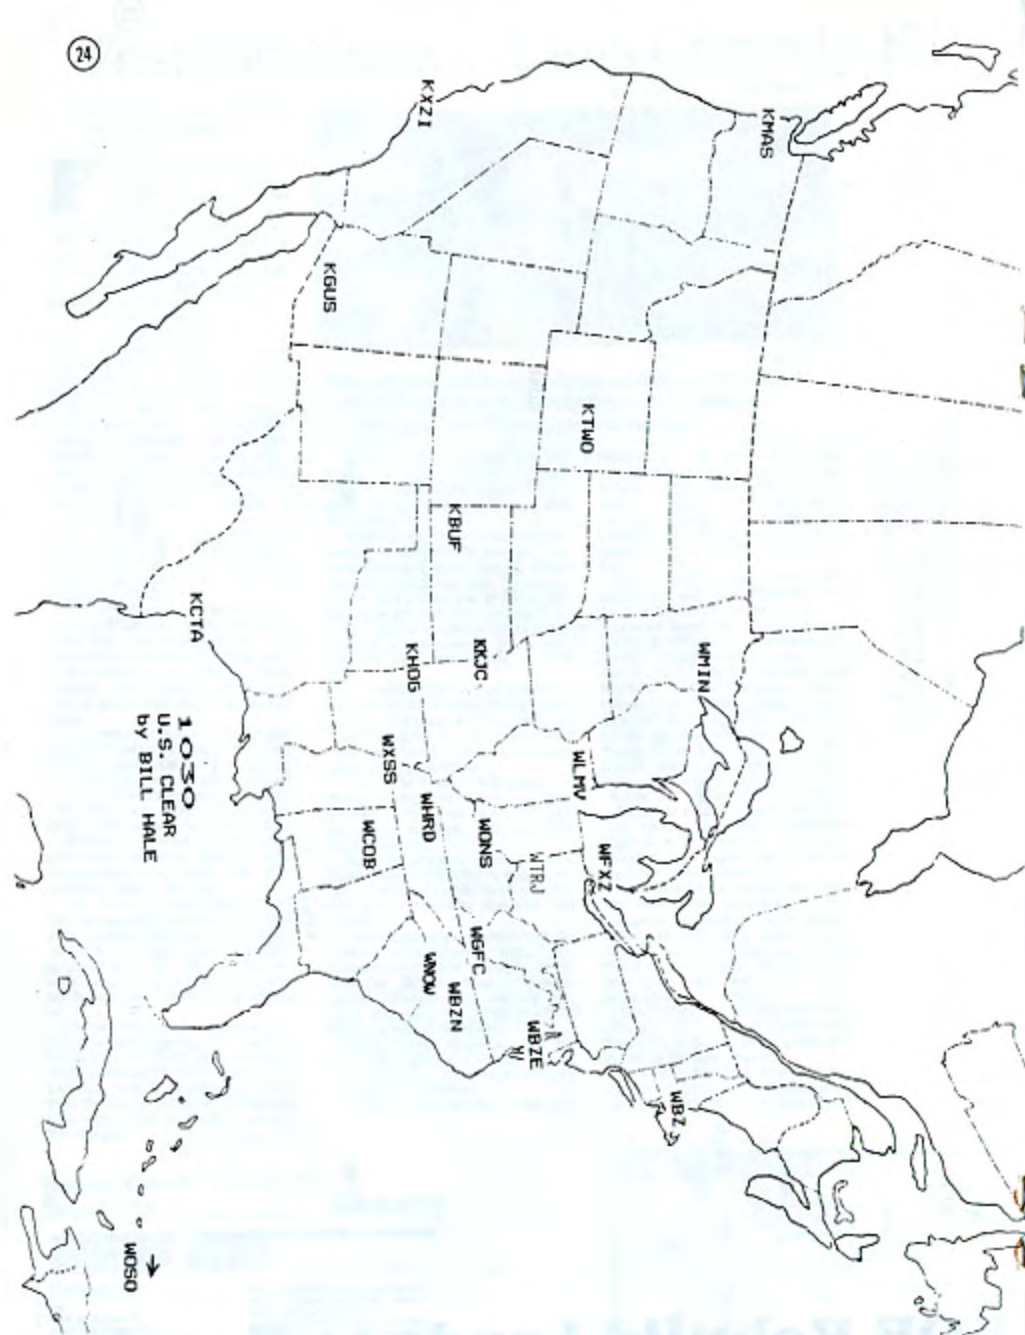 24
KMAS
KXZI
KGUS
KTWO
KBUF
KCTA
KHOG
KKJC
WMIN
WXSS
WHRD
WCOB
WONS
WLMV
WTRJ
WFXZ
WGFC
WNOW
WBZN
WBZE
WBZ
WOSO
1030
U.S. CLEAR
by BILL HALE